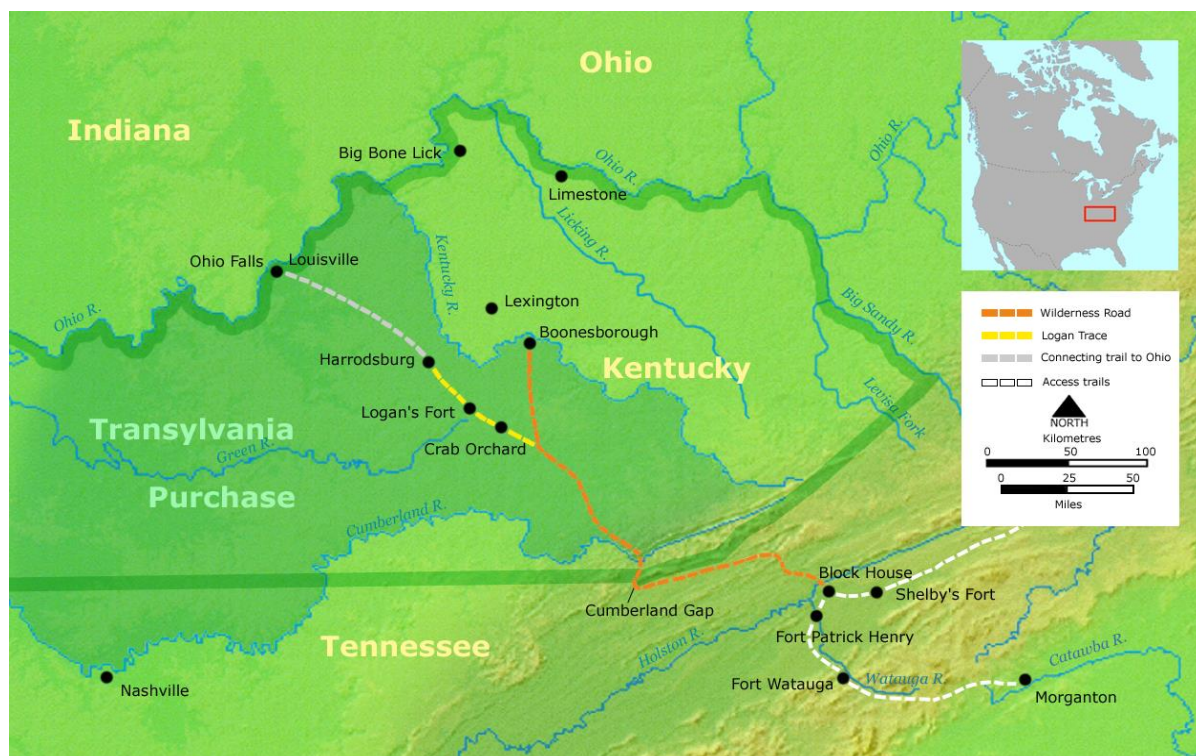 Ohio
Indiana
Big Bone Lick
Ohio R.
Ohio R.
Limestone
Licking R.
Ohio Falls
Louisville
Kentucky R.
Lexington
Big Sandy R.
Ohio R.
Boonesborough
Harrodsburg
Kentucky
Levisa Fork
Logan's Fort
Transylvania
Green R.
Crab Orchard
Purchase
Cumberland R.
Block House
Shelby's Fort
Cumberland Gap
Fort Patrick Henry
Tennessee
Holston R.
Catawba R.
Fort Watauga
Watauga R.
Nashville
Morganton
Wilderness Road
Logan Trace
Connecting trail to Ohio
Access trails
NORTH
Kilometres
0 50 100
0 25 50
Miles